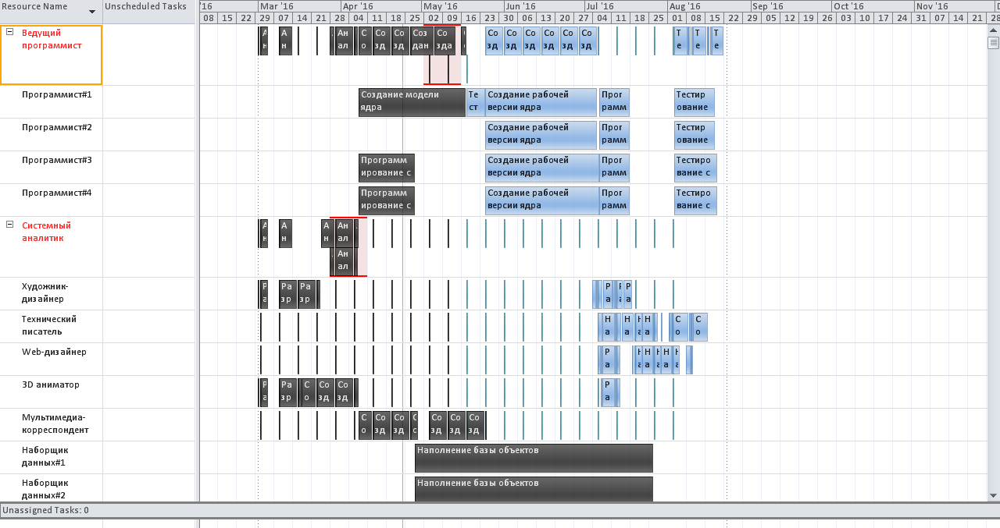 Resource Name Unscheduled Tasks '16 Mar '16 Apr '16 May '16 Jun '16 Jul '16 Aug '16 Sep '16 Oct '16 Nov '16
08 15 22 29 07 14 21 28 04 11 18 25 02 09 16 23 30 06 13 20 27 04 11 18 25 01 08 15 22 29 05 12 19 26 03 10 17 24 31 07 14 21 28
Ведущий А А Анал С Соз Соз Соз Со Со Со Со Со Со Со Т Т Т
программист н н ал о зд зд дан зда зд зд зд зд зд зд е е е
Программист#1 Создание модели Те Создание рабочей Прог Тестир
ядра ст версии ядра рамм ование
Программист#2 Создание рабочей Прог Тестир
версии ядра рамм ование
Программист#3 Программ Создание рабочей Прог Тестиро
ирование с версии ядра рамм вание с
Программист#4 Программ Создание рабочей Прог Тестиро
ирование с версии ядра рамм вание с
Системный А А А Ан
аналитик н н н ал
Ан
ал
Художник- Р Ра Ра Р Р
дизайнер а зр зр а а
Технический Н Н Н Н С С
писатель а а а а о о
Web-дизайнер Р Н Н Н Н Н
а а а а а а
3D аниматор Р Ра С Со Со Р
а зр о зд зд а
Мультимедиа- С Со Со С Со Со Со
корреспондент о зд зд о зд зд зд
Наборщик Наполнение базы объектов
данных#1
Наборщик Наполнение базы объектов
данных#2
Unassigned Tasks: 0